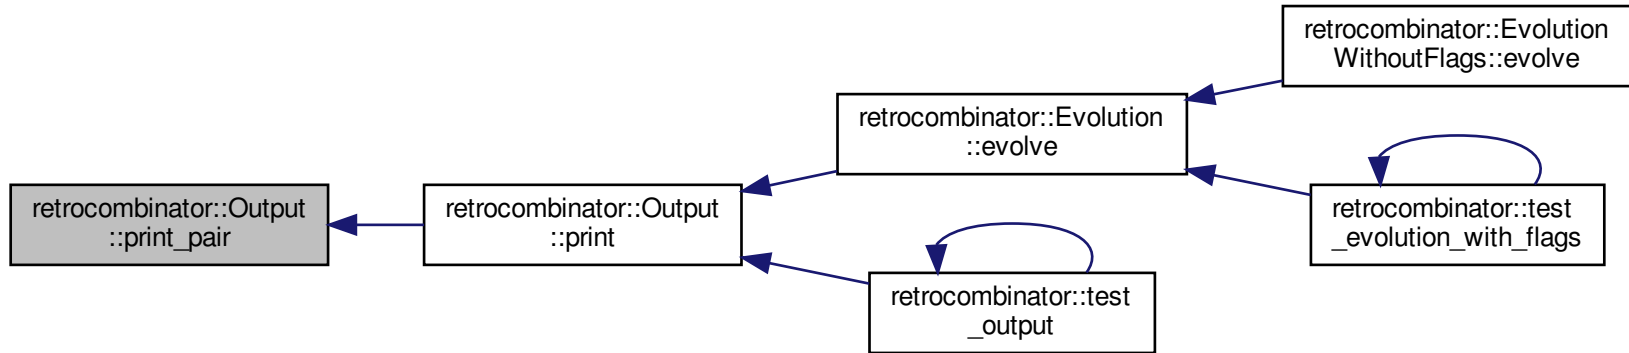 retrocombinator::Output
::print_pair
retrocombinator::Output
::print
retrocombinator::Evolution
::evolve
retrocombinator::Evolution
WithoutFlags::evolve
retrocombinator::test
_evolution_with_flags
retrocombinator::test
_output